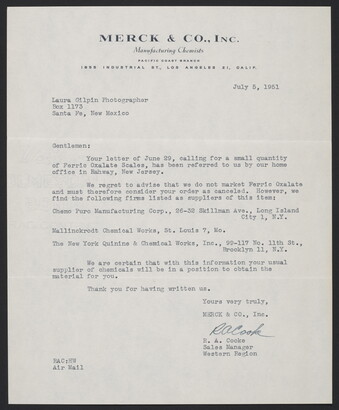 MERCK & CO., INC.
Manufacturing Chemists
PACIFIC COAST BRANCH
1855 INDUSTRIAL ST., LOS ANGELES 21, CALIF.
July 5, 1951
Laura Gilpin Photographer
Box 1173
Santa Fe, New Mexico
Gentlemen:
Your letter of June 29, calling for a small quantity
of Ferric Oxalate Scales, has been referred to us by our home
office in Rahway, New Jersey.
We regret to advise that we do not market Ferric Oxalate
and must therefore consider your order as canceled. However, we
find the following firms listed as suppliers of this item:
Chemo Puro Manufacturing Corp., 26-32 Skillman Ave., Long Island
City 1, N.Y.
Mallinckrodt Chemical Works, St. Louis 7, Mo.
The New York Quinine & Chemical Works, Inc., 99-117 No. 11th St.,
Brooklyn 11, N.Y.
We are certain that with this information your usual
supplier of chemicals will be in a position to obtain the
material for you.
Thank you for having written us.
Yours very truly,
MERCK & CO., Inc.
R A Cooke
R. A. Cooke
Sales Manager
Western Region
RAC:EW
Air Mail